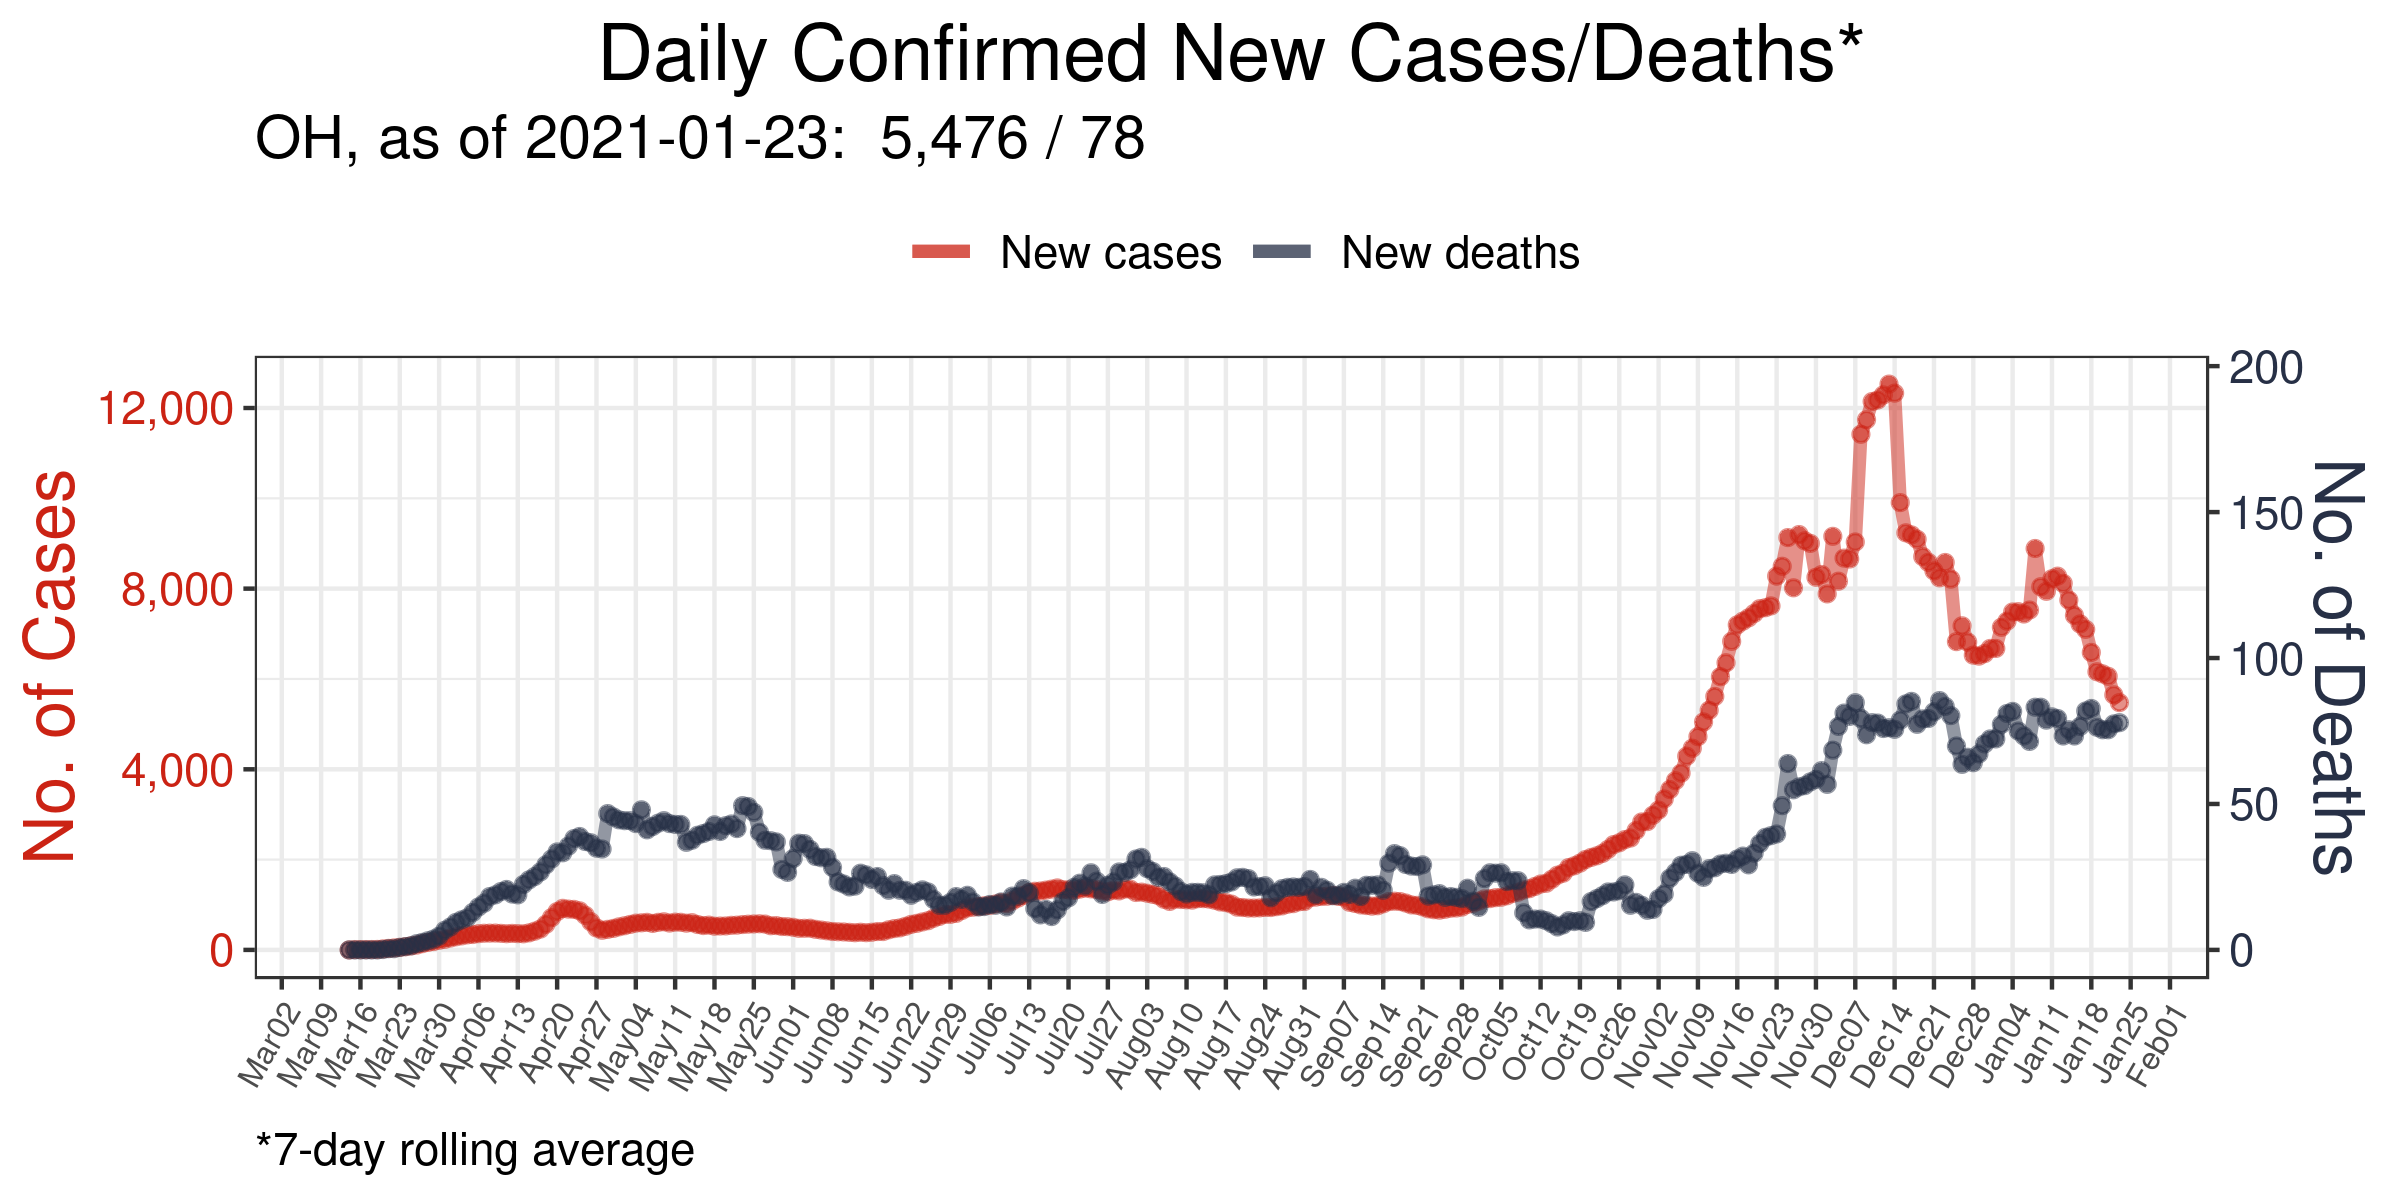 Daily Confirmed New Cases/Deaths*
OH, as of 2021-01-23:  5,476 / 78
New cases
New deaths
No. of Cases
12,000
8,000
4,000
0
200
150
100
50
0
No. of Deaths
Mar02
Mar09
Mar16
Mar23
Mar30
Apr06
Apr13
Apr20
Apr27
May04
May11
May18
May25
Jun01
Jun08
Jun15
Jun22
Jun29
Jul06
Jul13
Jul20
Jul27
Aug03
Aug10
Aug17
Aug24
Aug31
Sep07
Sep14
Sep21
Sep28
Oct05
Oct12
Oct19
Oct26
Nov02
Nov09
Nov16
Nov23
Nov30
Dec07
Dec14
Dec21
Dec28
Jan04
Jan11
Jan18
Jan25
Feb01
*7-day rolling average